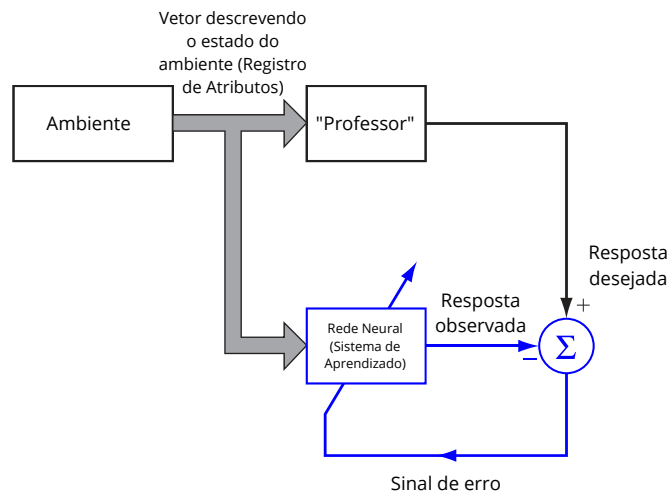 Vetor descrevendo
o estado do
ambiente (Registro
de Atributos)
Ambiente
"Professor"
Resposta
desejada
+
Resposta
observada
Rede Neural
(Sistema de
Aprendizado)
Σ
−
Sinal de erro